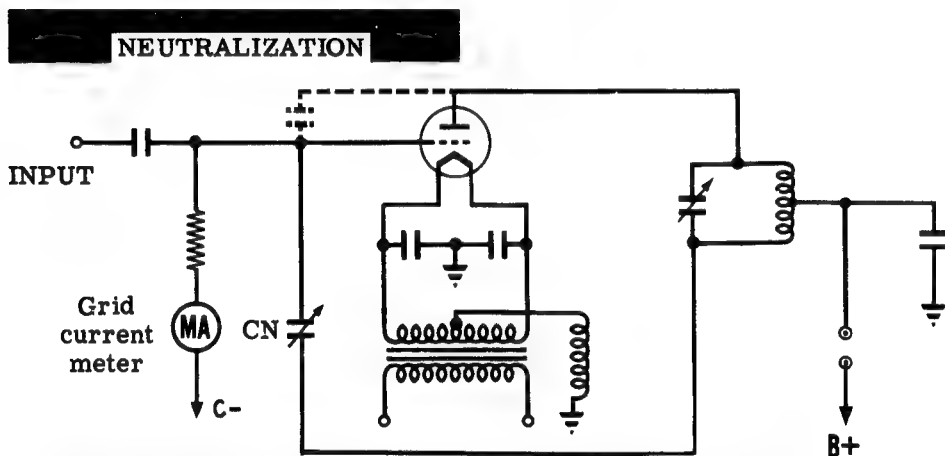 NEUTRALIZATION
INPUT
Grid
current
meter
MA
CN
C-
B+